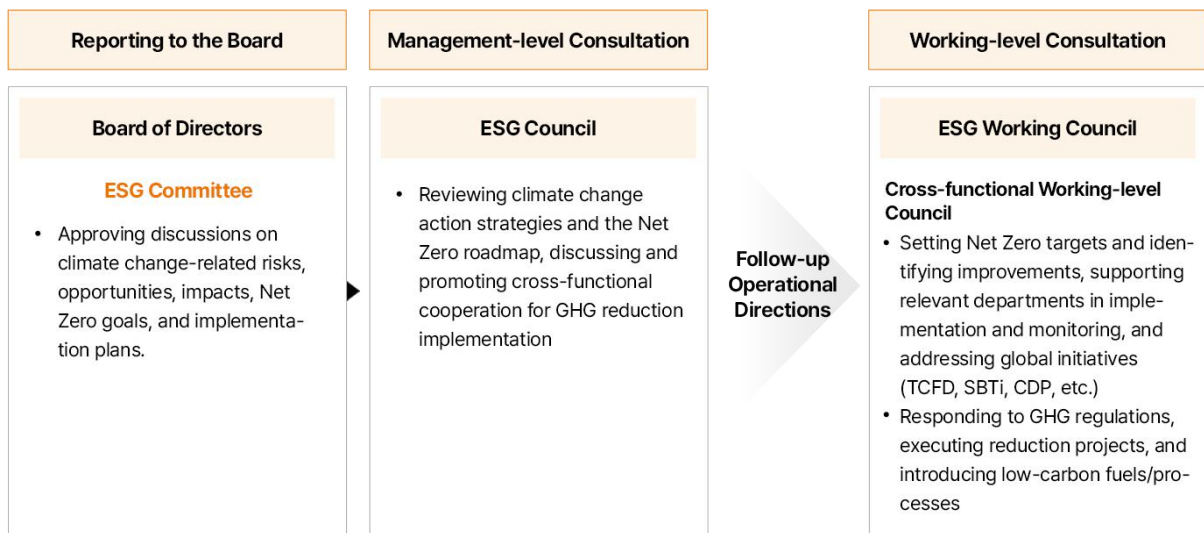 Reporting to the Board
Board of Directors
ESG Committee
• Approving discussions on
climate change-related risks,
opportunities, impacts, Net
Zero goals, and implementa-
tion plans.
Management-level Consultation
ESG Council
• Reviewing climate change
action strategies and the Net
Zero roadmap, discussing and
promoting cross-functional
cooperation for GHG reduction
implementation
Follow-up
Operational
Directions
Working-level Consultation
ESG Working Council
Cross-functional Working-level
Council
• Setting Net Zero targets and iden-
tifying improvements, supporting
relevant departments in imple-
mentation and monitoring, and
addressing global initiatives
(TCFD, SBTi, CDP, etc.)
• Responding to GHG regulations,
executing reduction projects, and
introducing low-carbon fuels/pro-
cesses